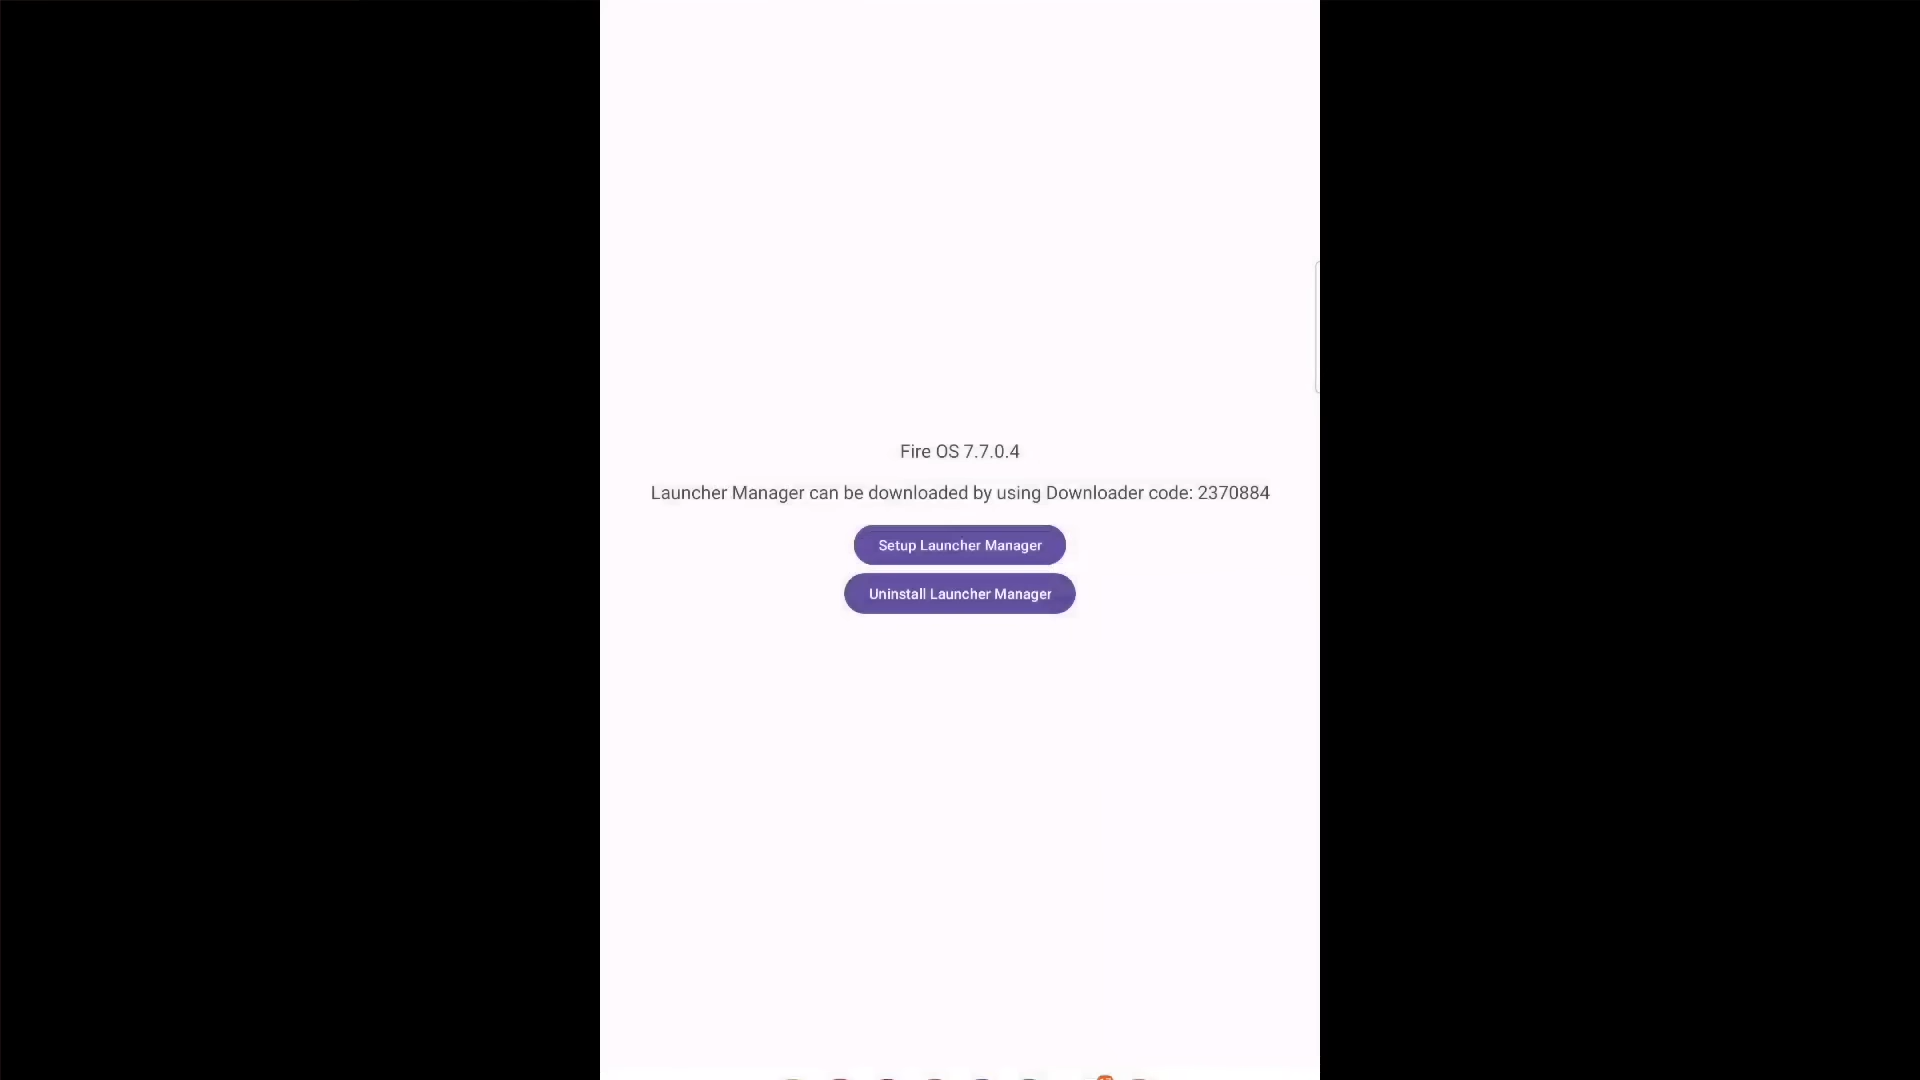 Fire OS 7.7.0.4
Launcher Manager can be downloaded by using Downloader code: 2370884
Setup Launcher Manager
Uninstall Launcher Manager